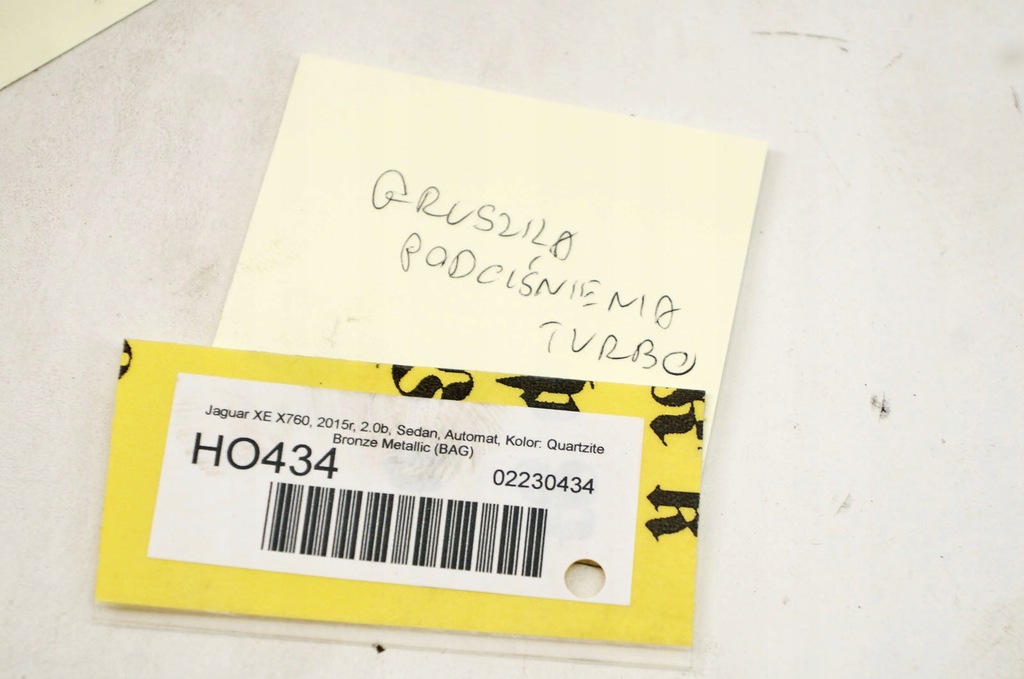 GRUSZKA
PODCIŚNIENIA
TURBO
Jaguar XE X760, 2015r, 2.0b, Sedan, Automat, Kolor: Quartzite
Bronze Metallic (BAG)
HO434
02230434